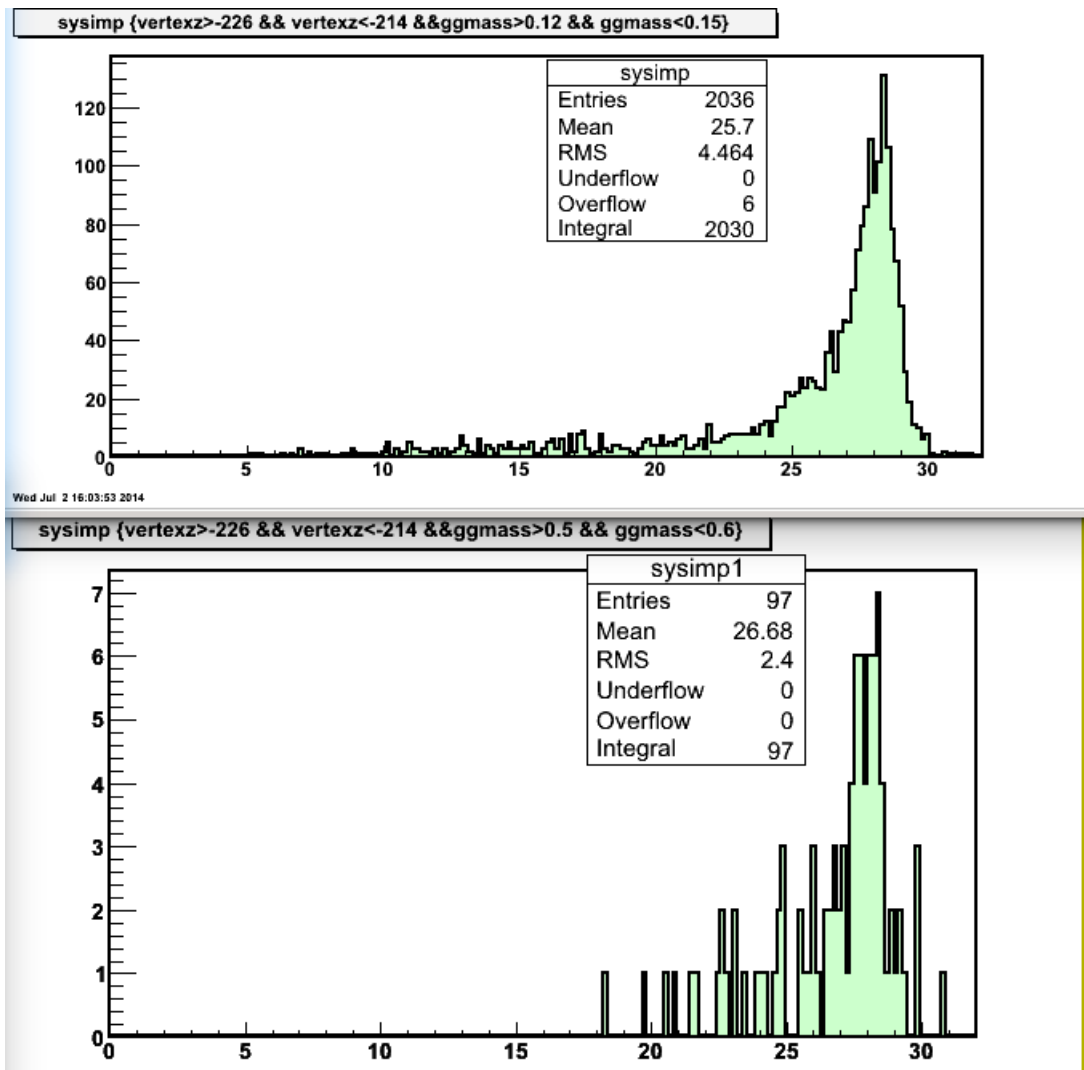 sysimp {vertexz>-226 && vertexz<-214 &&ggmass>0.12 && ggmass<0.15}
sysimp
Entries 2036
Mean 25.7
RMS 4.464
Underflow 0
Overflow 6
Integral 2030
120
100
80
60
40
20
0
0 5 10 15 20 25 30
Wed Jul 2 16:03:53 2014
sysimp {vertexz>-226 && vertexz<-214 &&ggmass>0.5 && ggmass<0.6}
sysimp1
Entries 97
Mean 26.68
RMS 2.4
Underflow 0
Overflow 0
Integral 97
7
6
5
4
3
2
1
0
0 5 10 15 20 25 30